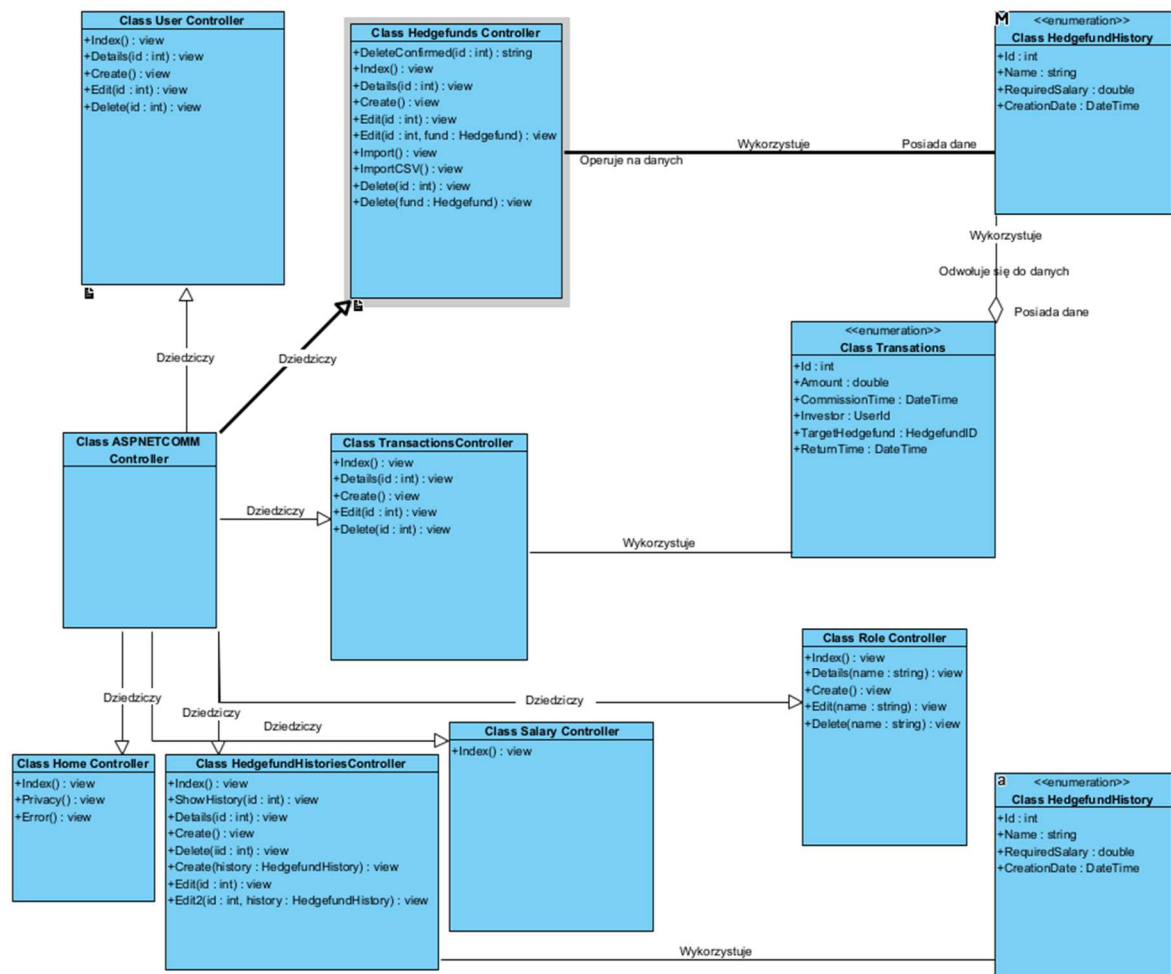 Class User Controller
+Index() : view
+Details(id : int) : view
+Create() : view
+Edit(id : int) : view
+Delete(id : int) : view
Class Hedgefunds Controller
+DeleteConfirmed(id : int) : string
+Index() : view
+Details(id : int) : view
+Create() : view
+Edit(id : int) : view
+Edit(id : int, fund : Hedgefund) : view
+Import() : view
+ImportCSV() : view
+Delete(id : int) : view
+Delete(fund : Hedgefund) : view
M
<<enumeration>>
Class HedgefundHistory
+Id : int
+Name : string
+RequiredSalary : double
+CreationDate : DateTime
Operuje na danych
Wykorzystuje
Posiada dane
Wykorzystuje
Odwołuje się do danych
Posiada dane
<<enumeration>>
Class Transations
+Id : int
+Amount : double
+CommissionTime : DateTime
+Investor : UserId
+TargetHedgefund : HedgefundID
+ReturnTime : DateTime
Dziedziczy
Dziedziczy
Class ASPNETCOMM
Controller
Dziedziczy
Class TransactionsController
+Index() : view
+Details(id : int) : view
+Create() : view
+Edit(id : int) : view
+Delete(id : int) : view
Wykorzystuje
Class Role Controller
+Index() : view
+Details(name : string) : view
+Create() : view
+Edit(name : string) : view
+Delete(name : string) : view
Dziedziczy
Dziedziczy
Dziedziczy
Dziedziczy
Class Home Controller
+Index() : view
+Privacy() : view
+Error() : view
Class HedgefundHistoriesController
+Index() : view
+ShowHistory(id : int) : view
+Details(id : int) : view
+Create() : view
+Delete(iid : int) : view
+Create(history : HedgefundHistory) : view
+Edit(id : int) : view
+Edit2(id : int, history : HedgefundHistory) : view
Class Salary Controller
+Index() : view
a
<<enumeration>>
Class HedgefundHistory
+Id : int
+Name : string
+RequiredSalary : double
+CreationDate : DateTime
Wykorzystuje